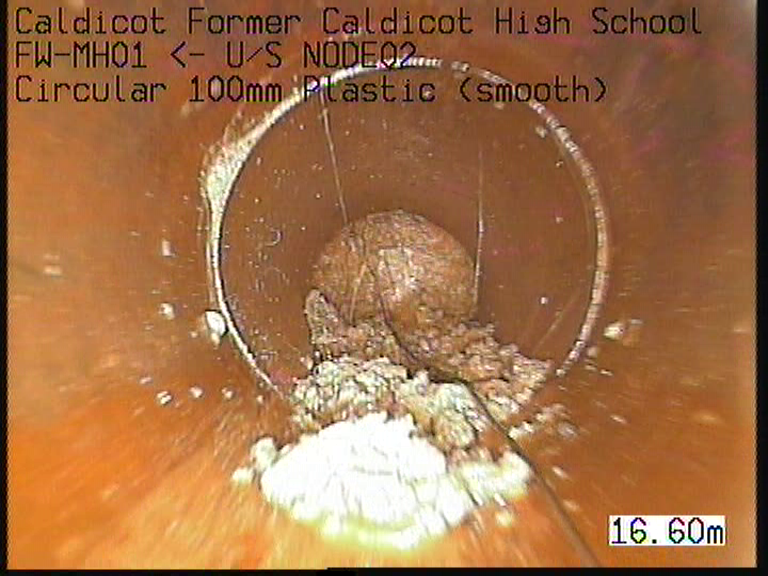 Caldicot Former Caldicot High School
FW-MH01 <- U/S NODE02
Circular 100mm Plastic (smooth)
16.60m